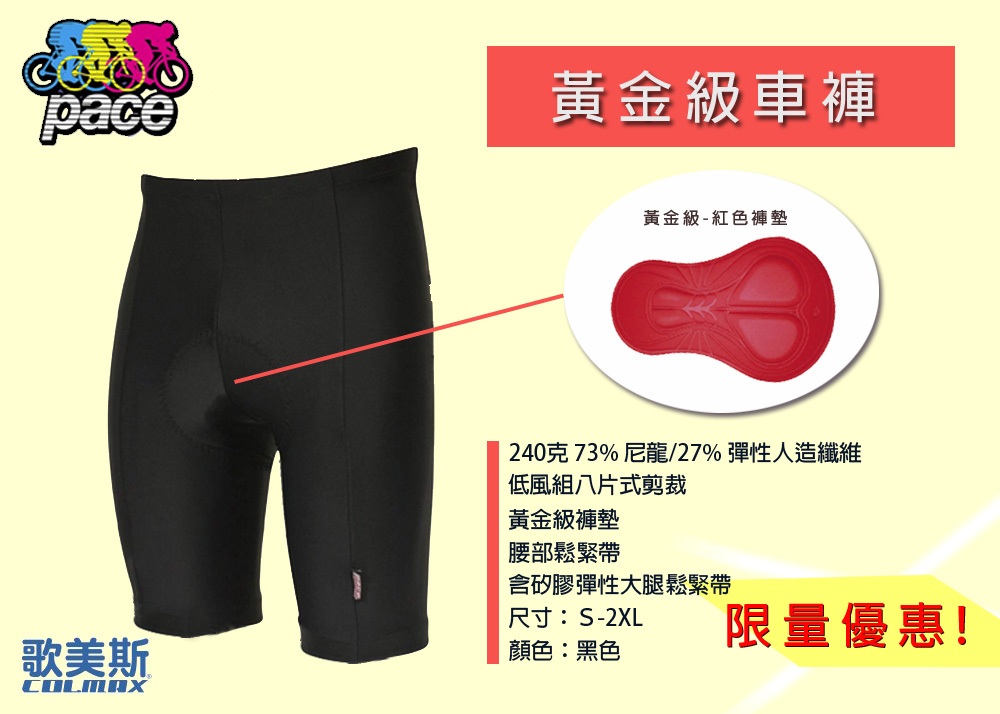 pace
黃金級車褲
黃金級-紅色褲墊
240克 73% 尼龍/27% 彈性人造纖維
低風組八片式剪裁
黃金級褲墊
腰部鬆緊帶
含矽膠彈性大腿鬆緊帶
尺寸：S-2XL
顏色：黑色
限量優惠!
歌美斯
COLMAX®